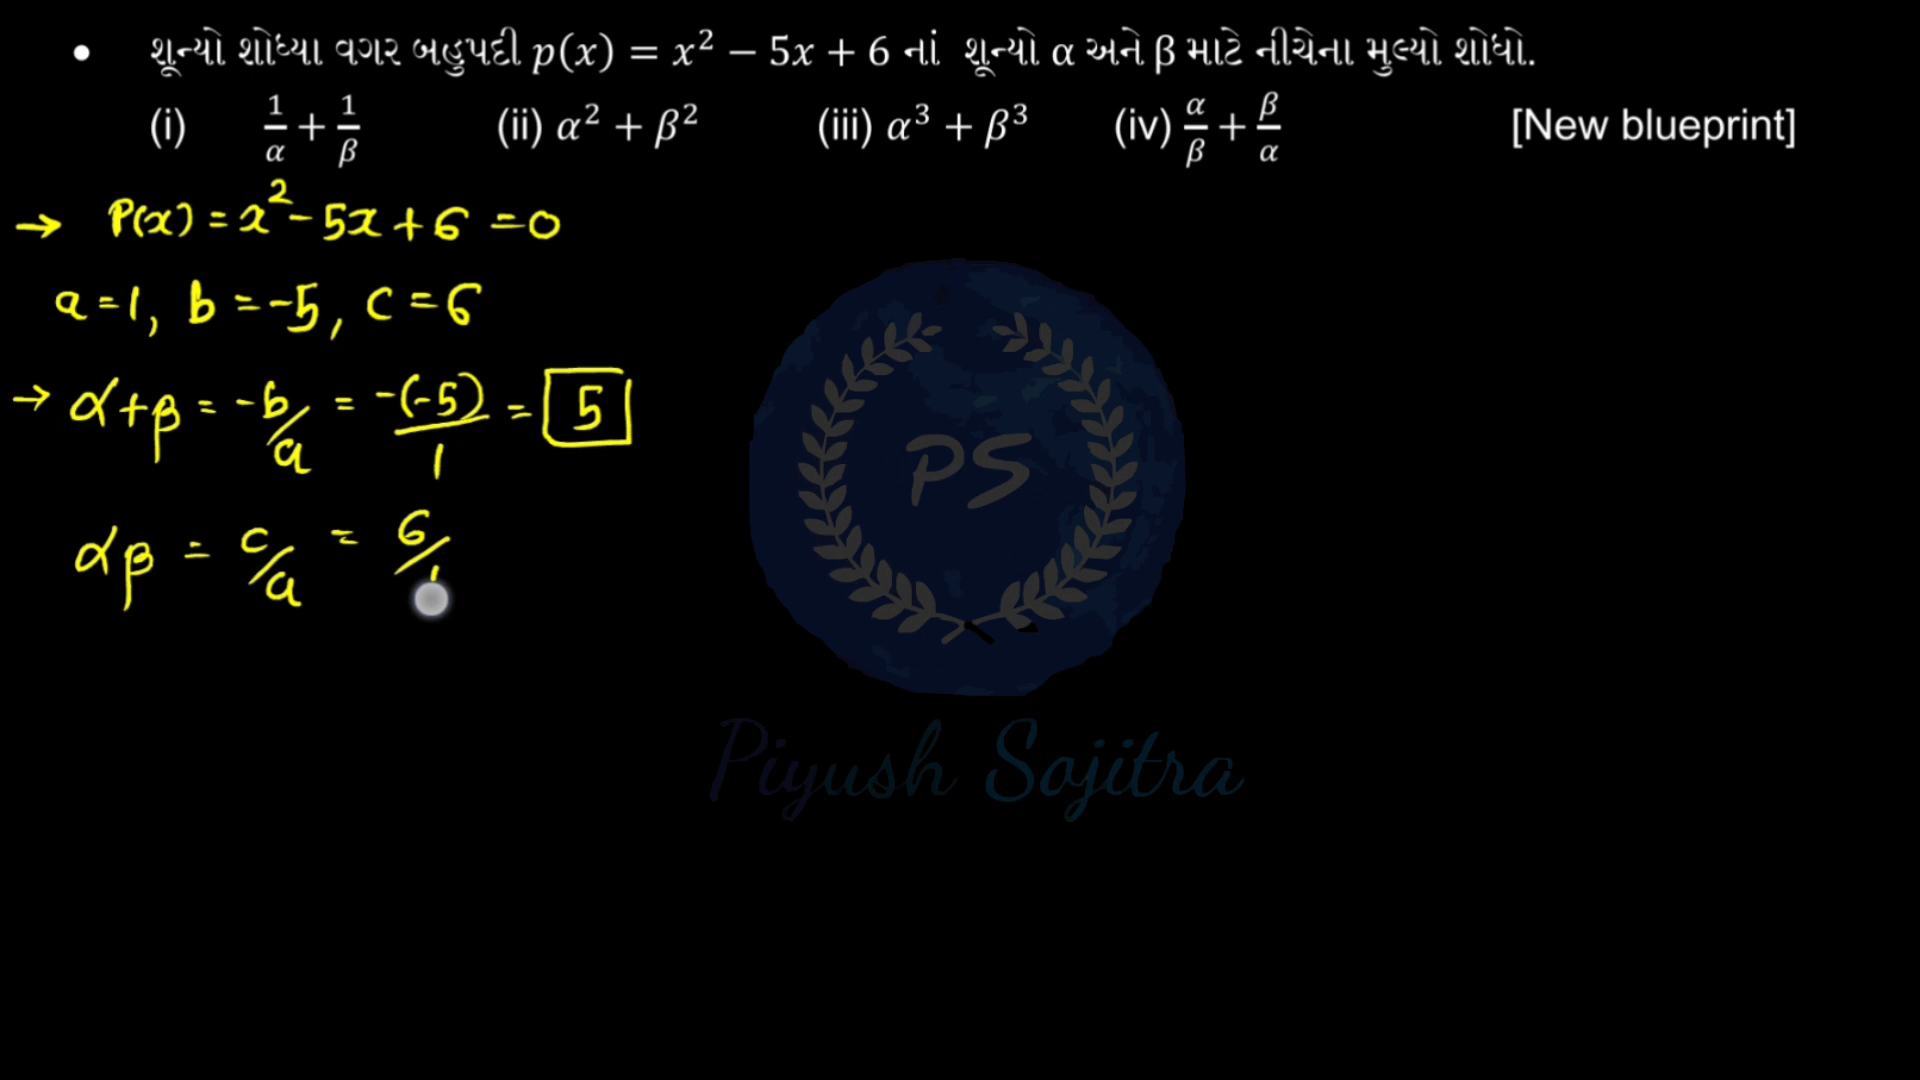 • શૂન્યો શોધ્યા વગર બહુપદી p(x) = x² − 5x + 6 નાં શૂન્યો α અને β માટે નીચેના મુલ્યો શોધો.
(i) 1/α + 1/β (ii) α² + β² (iii) α³ + β³ (iv) α/β + β/α [New blueprint]
→ P(x) = x² - 5x + 6 = 0
a = 1, b = -5, c = 6
→ α + β = -b/a = -(-5)/1 = 5
αβ = c/a = 6/1
PS
Piyush Sojitra